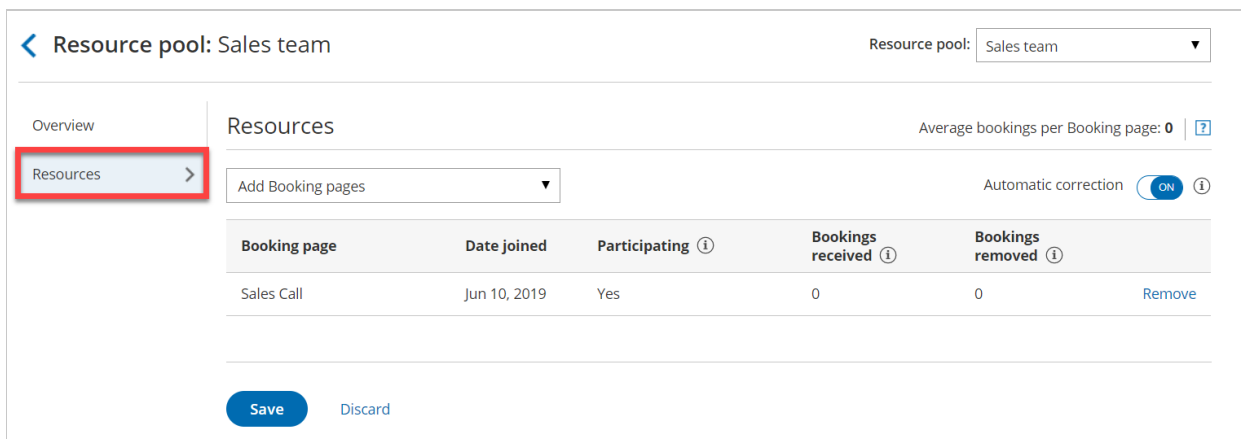 Resource pool: Sales team
Resource pool: Sales team
Overview
Resources
Resources
Average bookings per Booking page: 0 ?
Add Booking pages
Automatic correction ON i
Booking page Date joined Participating i Bookings received i Bookings removed i
Sales Call Jun 10, 2019 Yes 0 0 Remove
Save Discard